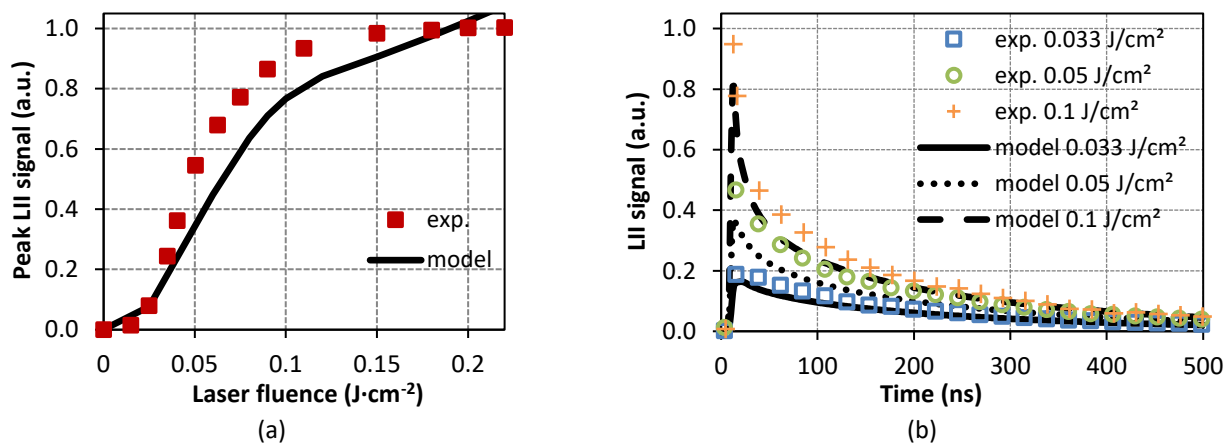 Peak LII signal (a.u.)
1.0
0.8
0.6
0.4
0.2
0.0
exp.
model
0 0.05 0.1 0.15 0.2
Laser fluence (J·cm⁻²)
(a)
LII signal (a.u.)
1.0
0.8
0.6
0.4
0.2
0.0
exp. 0.033 J/cm²
exp. 0.05 J/cm²
exp. 0.1 J/cm²
model 0.033 J/cm²
model 0.05 J/cm²
model 0.1 J/cm²
0 100 200 300 400 500
Time (ns)
(b)